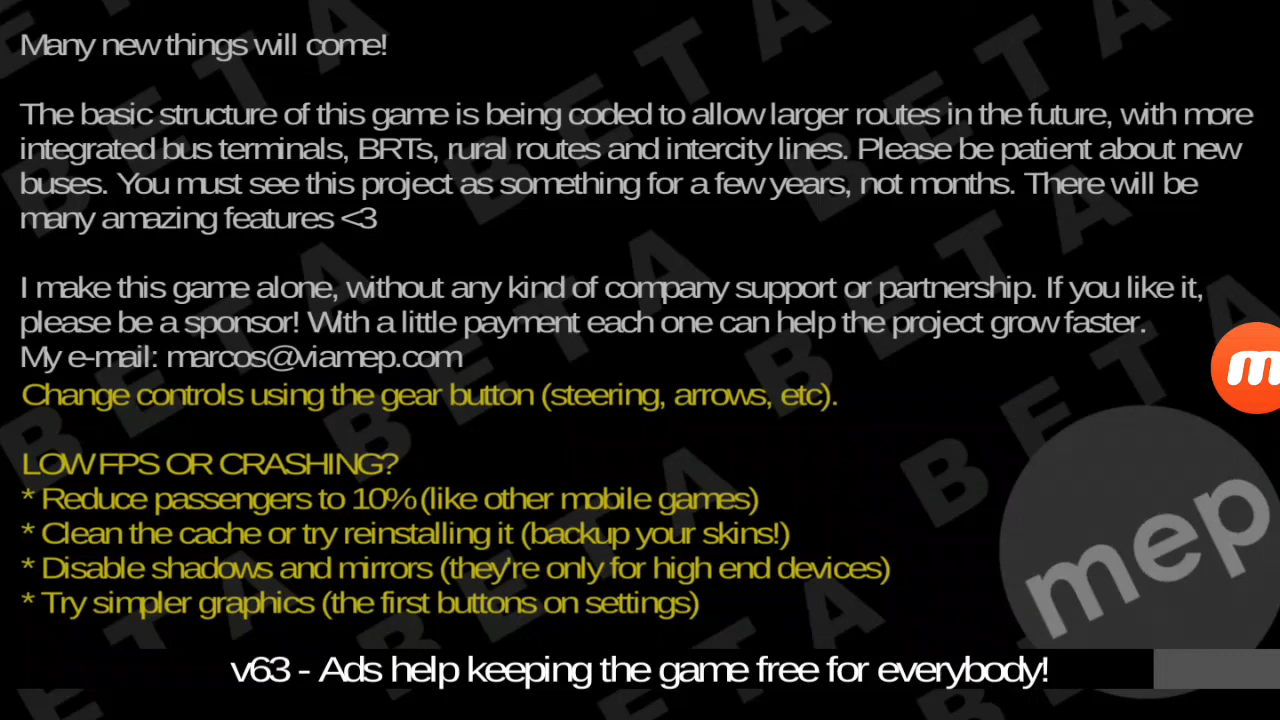 Many new things will come!
The basic structure of this game is being coded to allow larger routes in the future, with more
integrated bus terminals, BRTs, rural routes and intercity lines. Please be patient about new
buses. You must see this project as something for a few years, not months. There will be
many amazing features <3
I make this game alone, without any kind of company support or partnership. If you like it,
please be a sponsor! With a little payment each one can help the project grow faster.
My e-mail: marcos@viamep.com
Change controls using the gear button (steering, arrows, etc).
LOW FPS OR CRASHING?
* Reduce passengers to 10% (like other mobile games)
* Clean the cache or try reinstalling it (backup your skins!)
* Disable shadows and mirrors (they're only for high end devices)
* Try simpler graphics (the first buttons on settings)
v63 - Ads help keeping the game free for everybody!
mep
BETA
BETA
BETA
BETA
BETA
BETA